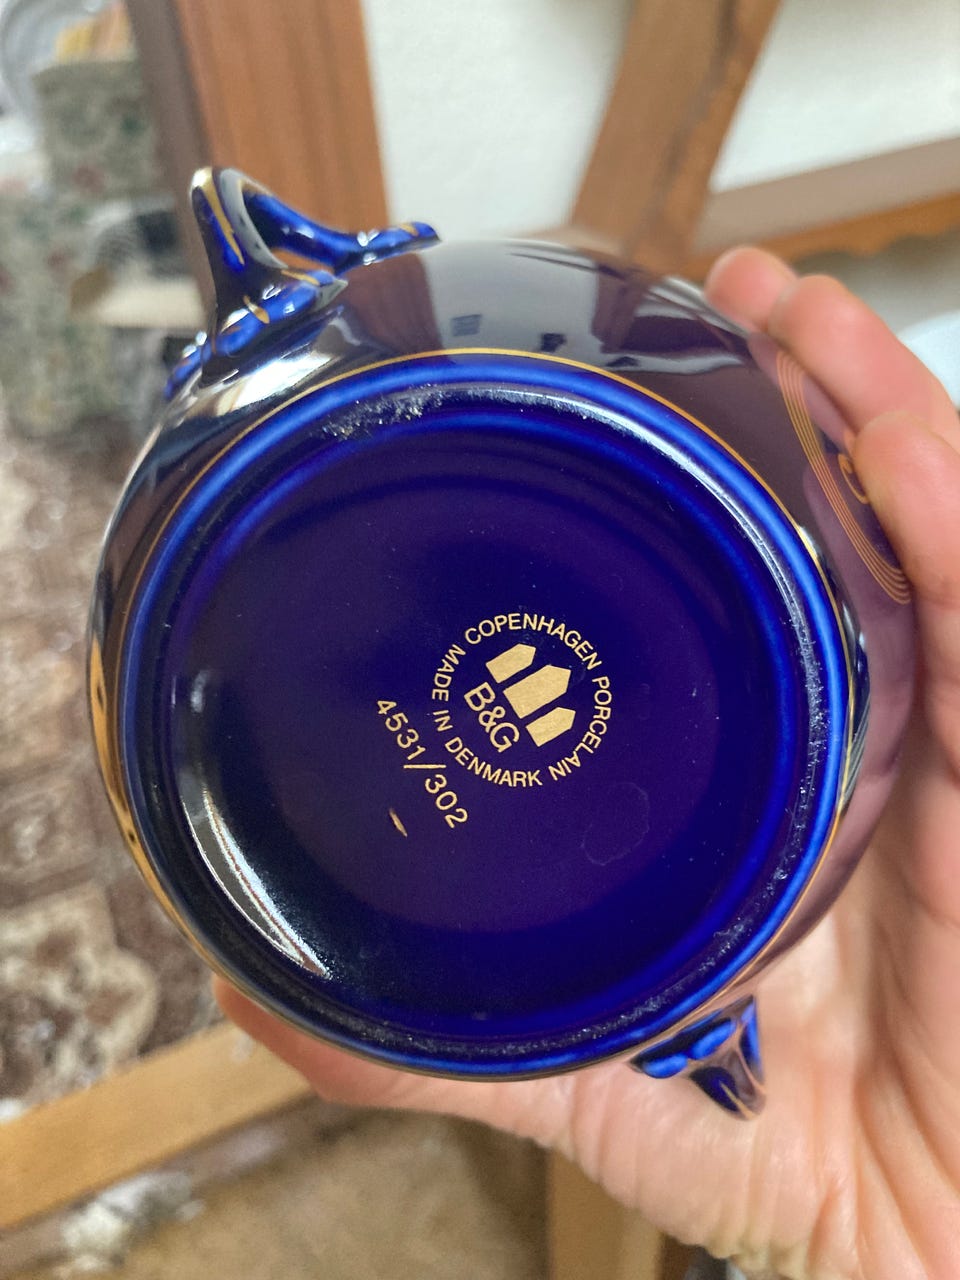 MADE IN DENMARK COPENHAGEN PORCELAIN
B&G
4531/302